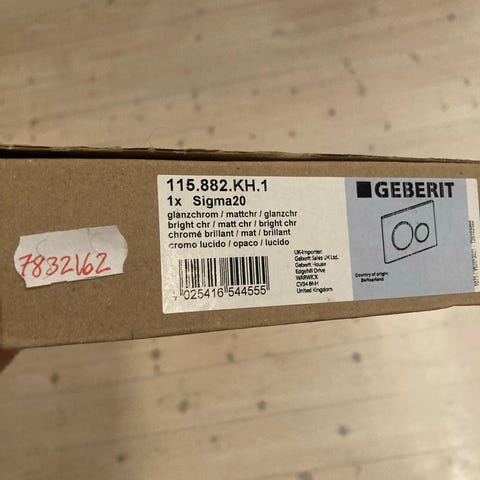 7832162
115.882.KH.1
1x Sigma20
glanzchrom / mattchr / glanzchr
bright chr / matt chr / bright chr
chromé brillant / mat / brillant
cromo lucido / opaco / lucido
7 025416 544555
UK-Importer:
Geberit Sales UK Ltd.
Geberit House
Edgehill Drive
WARWICK
CV34 6NH
United Kingdom
GEBERIT
Country of origin:
Switzerland